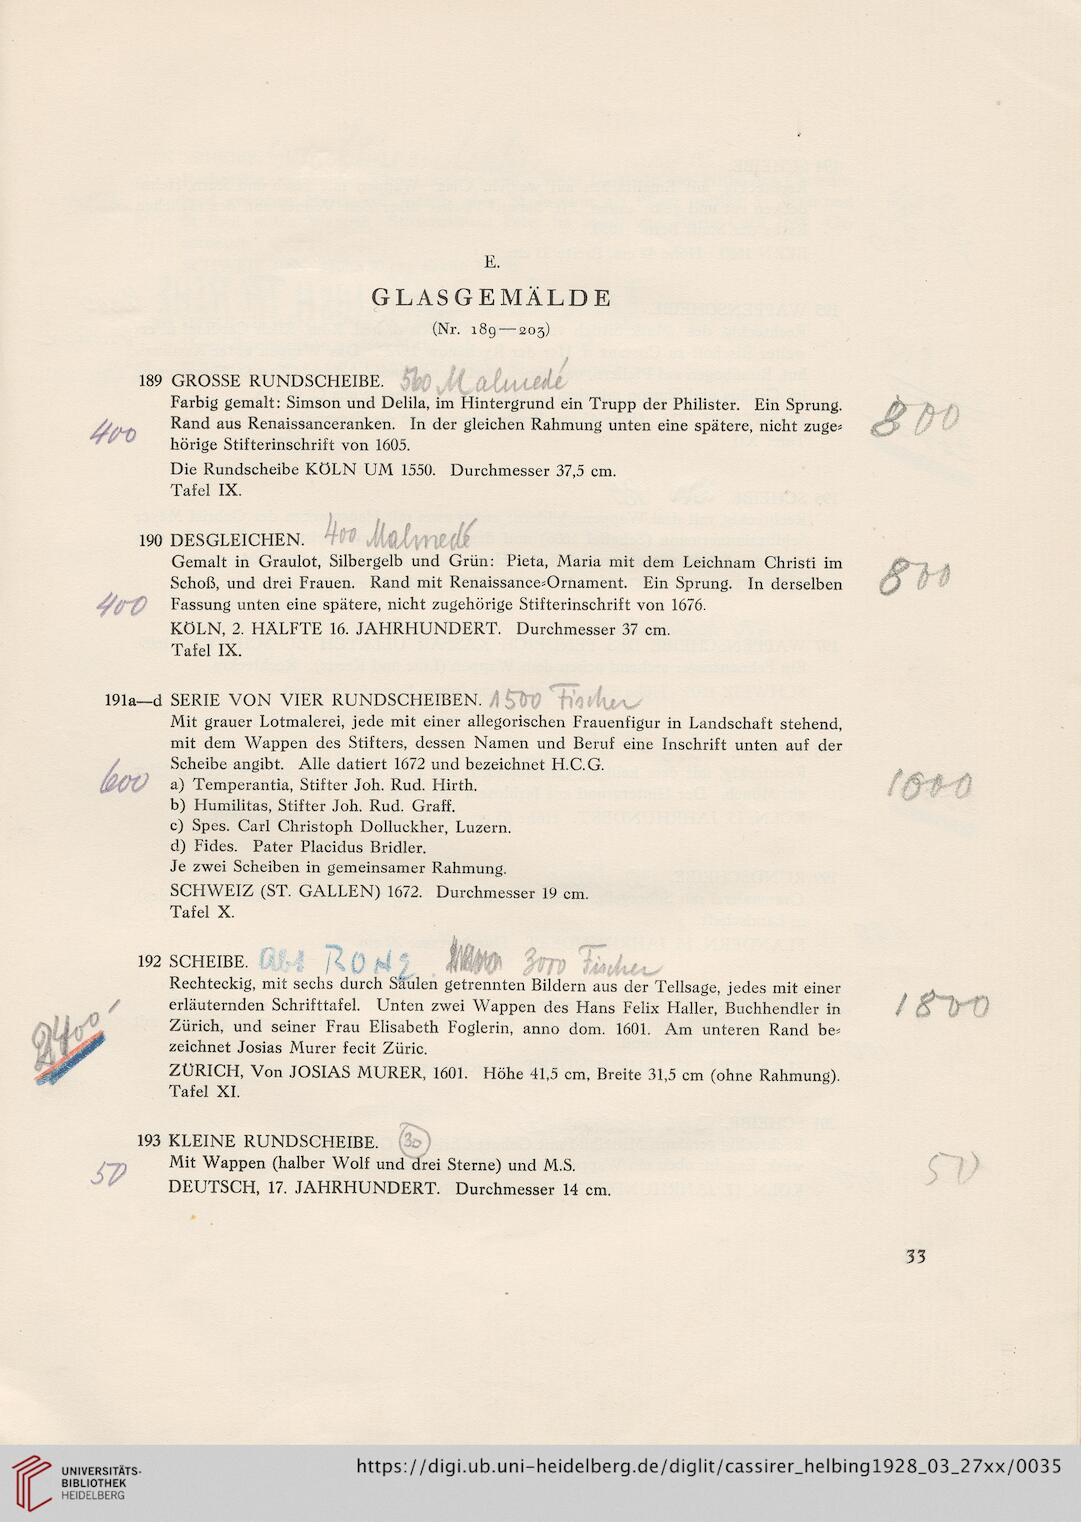 E.
GLASGEMÄLDE
(Nr. 189—203)
189 GROSSE RUNDSCHEIBE. 560 Malmedé
Farbig gemalt: Simson und Delila, im Hintergrund ein Trupp der Philister. Ein Sprung.
800
400 Rand aus Renaissanceranken. In der gleichen Rahmung unten eine spätere, nicht zuge-
hörige Stifterinschrift von 1605.
Die Rundscheibe KÖLN UM 1550. Durchmesser 37,5 cm.
Tafel IX.
190 DESGLEICHEN. 400 Malmedé
Gemalt in Graulot, Silbergelb und Grün: Pieta, Maria mit dem Leichnam Christi im
Schoß, und drei Frauen. Rand mit Renaissance-Ornament. Ein Sprung. In derselben 800
400 Fassung unten eine spätere, nicht zugehörige Stifterinschrift von 1676.
KÖLN, 2. HÄLFTE 16. JAHRHUNDERT. Durchmesser 37 cm.
Tafel IX.
191a—d SERIE VON VIER RUNDSCHEIBEN. 1500 Fischer
Mit grauer Lotmalerei, jede mit einer allegorischen Frauenfigur in Landschaft stehend,
mit dem Wappen des Stifters, dessen Namen und Beruf eine Inschrift unten auf der
Scheibe angibt. Alle datiert 1672 und bezeichnet H.C.G.
600 a) Temperantia, Stifter Joh. Rud. Hirth. 1000
b) Humilitas, Stifter Joh. Rud. Graff.
c) Spes. Carl Christoph Dolluckher, Luzern.
d) Fides. Pater Placidus Bridler.
Je zwei Scheiben in gemeinsamer Rahmung.
SCHWEIZ (ST. GALLEN) 1672. Durchmesser 19 cm.
Tafel X.
192 SCHEIBE. 3000 Fischer
Rechteckig, mit sechs durch Säulen getrennten Bildern aus der Tellsage, jedes mit einer
erläuternden Schrifttafel. Unten zwei Wappen des Hans Felix Haller, Buchhendler in 1800
2400 Zürich, und seiner Frau Elisabeth Foglerin, anno dom. 1601. Am unteren Rand be-
zeichnet Josias Murer fecit Züric.
ZÜRICH, Von JOSIAS MURER, 1601. Höhe 41,5 cm, Breite 31,5 cm (ohne Rahmung).
Tafel XI.
193 KLEINE RUNDSCHEIBE. 30
50 Mit Wappen (halber Wolf und drei Sterne) und M.S. 50
DEUTSCH, 17. JAHRHUNDERT. Durchmesser 14 cm.
33
UNIVERSITÄTS-
BIBLIOTHEK
HEIDELBERG
https://digi.ub.uni-heidelberg.de/diglit/cassirer_helbing1928_03_27xx/0035